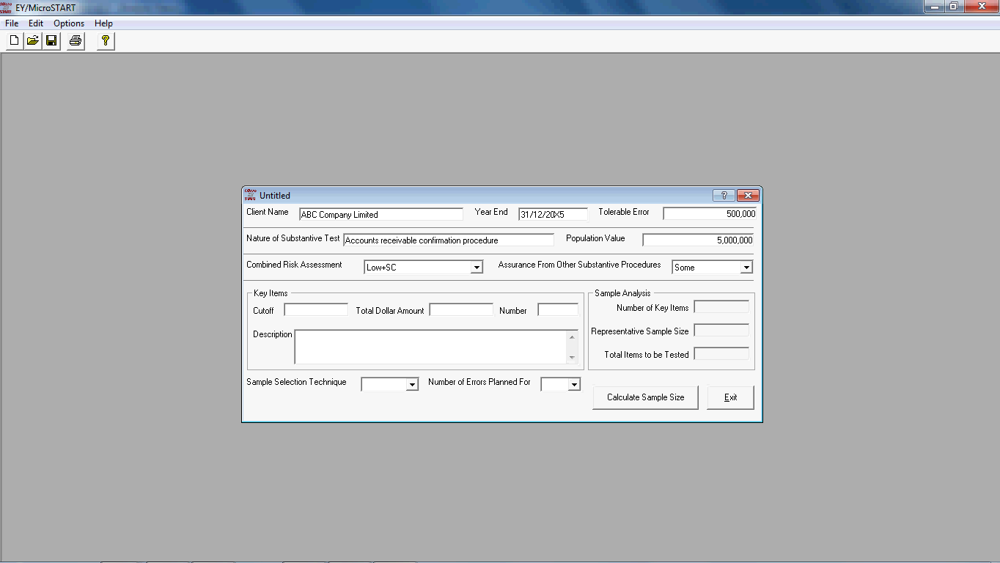 EY/MicroSTART
File Edit Options Help
?
Untitled ?
Client Name ABC Company Limited Year End 31/12/20X5 Tolerable Error 500,000
Nature of Substantive Test Accounts receivable confirmation procedure Population Value 5,000,000
Combined Risk Assessment Low+SC Assurance From Other Substantive Procedures Some
Key Items Sample Analysis
Cutoff Total Dollar Amount Number Number of Key Items
Description Representative Sample Size
Total Items to be Tested
Sample Selection Technique Number of Errors Planned For
Calculate Sample Size Exit